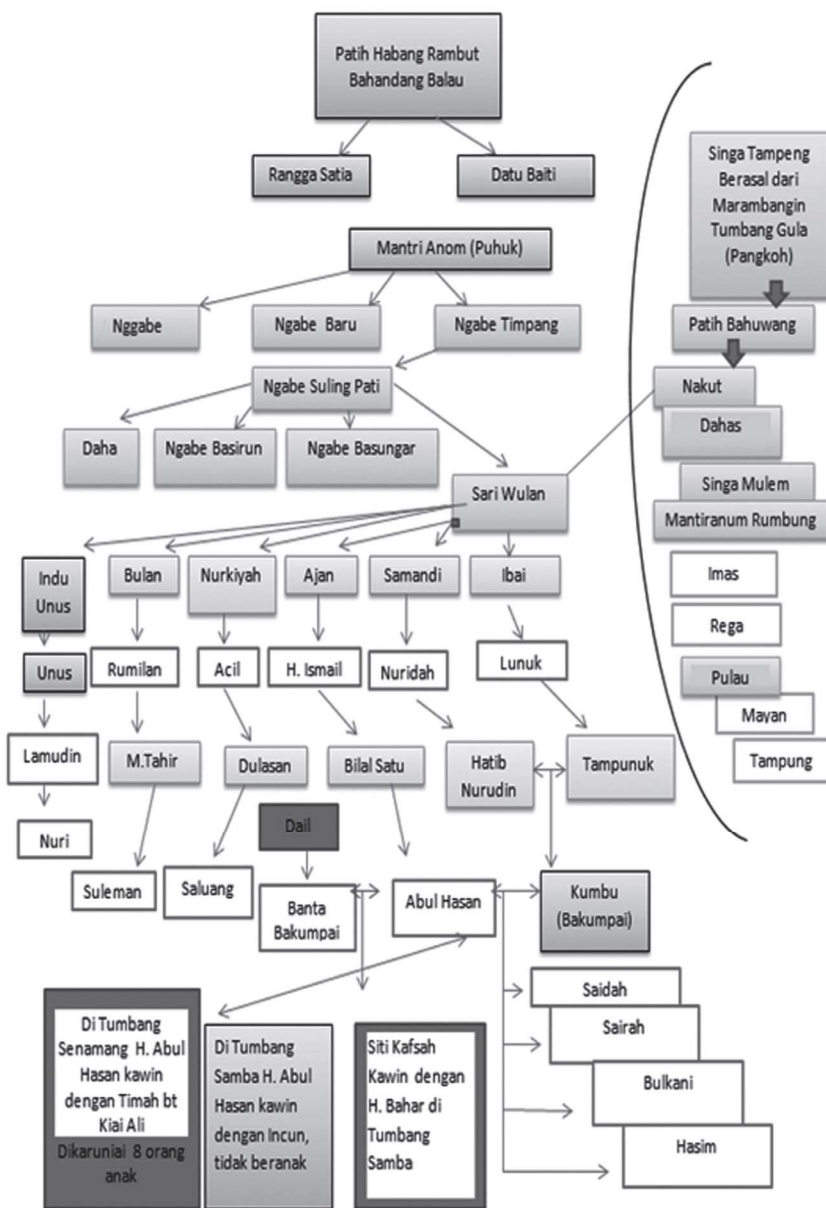 Patih Habang Rambut
Bahandang Balau
Rangga Satia
Datu Baiti
Mantri Anom (Puhuk)
Nggabe
Ngabe Baru
Ngabe Timpang
Ngabe Suling Pati
Daha
Ngabe Basirun
Ngabe Basungar
Sari Wulan
Indu
Unus
Bulan
Nurkiyah
Ajan
Samandi
Ibai
Unus
Rumilan
Acil
H. Ismail
Nuridah
Lunuk
Lamudin
M.Tahir
Dulasan
Bilal Satu
Hatib
Nurudin
Tampunuk
Nuri
Dail
Suleman
Saluang
Banta
Bakumpai
Abul Hasan
Kumbu
(Bakumpai)
Saidah
Sairah
Bulkani
Hasim
Di Tumbang
Senamang H. Abul
Hasan kawin
dengan Timah bt
Kiai Ali
Dikaruniai 8 orang
anak
Di Tumbang
Samba H. Abul
Hasan kawin
dengan Incun,
tidak beranak
Siti Kafsah
Kawin dengan
H. Bahar di
Tumbang
Samba
Singa Tampeng
Berasal dari
Marambangin
Tumbang Gula
(Pangkoh)
Patih Bahuwang
Nakut
Dahas
Singa Mulem
Mantiranum Rumbung
Imas
Rega
Pulau
Mayan
Tampung